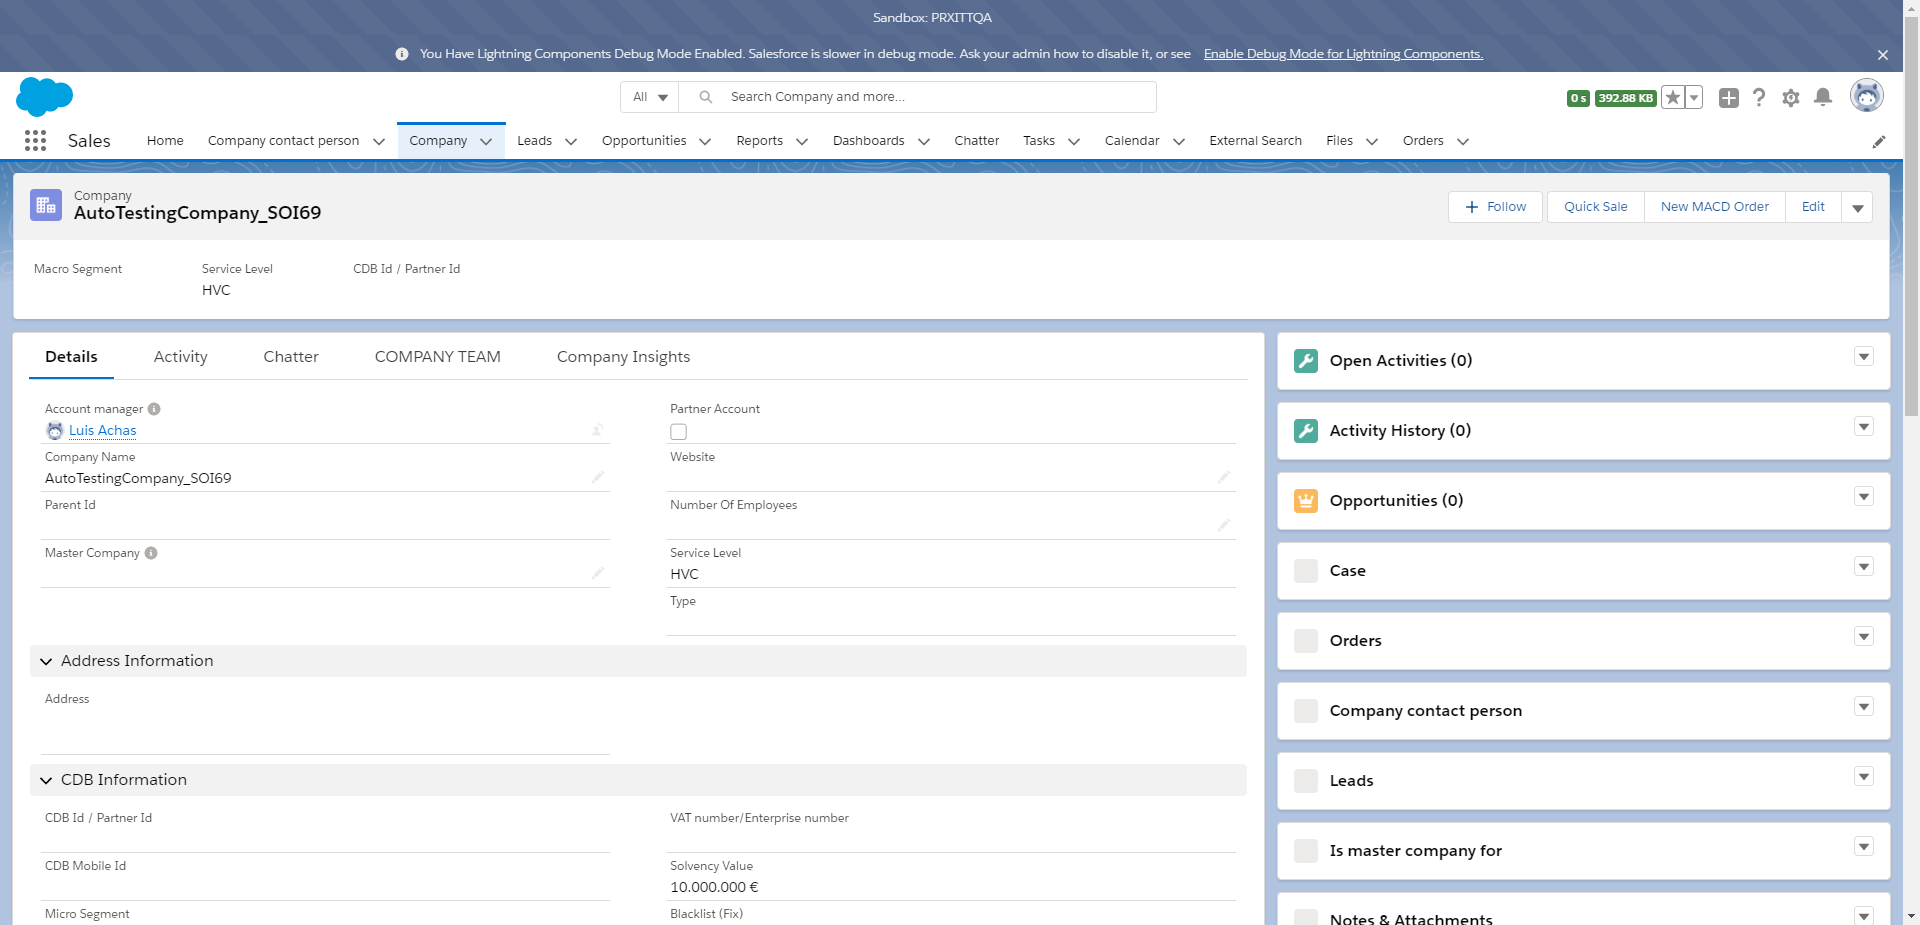 Sandbox: PRXITTQA
You Have Lightning Components Debug Mode Enabled. Salesforce is slower in debug mode. Ask your admin how to disable it, or see Enable Debug Mode for Lightning Components.
All Search Company and more... 0 s 392.88 KB
Sales Home Company contact person Company Leads Opportunities Reports Dashboards Chatter Tasks Calendar External Search Files Orders
Company
AutoTestingCompany_SOI69
Follow Quick Sale New MACD Order Edit
Macro Segment Service Level CDB Id / Partner Id
HVC
Details Activity Chatter COMPANY TEAM Company Insights
Account manager
Luis Achas
Company Name
AutoTestingCompany_SOI69
Parent Id
Master Company
Partner Account
Website
Number Of Employees
Service Level
HVC
Type
Address Information
Address
CDB Information
CDB Id / Partner Id
CDB Mobile Id
Micro Segment
VAT number/Enterprise number
Solvency Value
10.000.000 €
Blacklist (Fix)
Open Activities (0)
Activity History (0)
Opportunities (0)
Case
Orders
Company contact person
Leads
Is master company for
Notes & Attachments